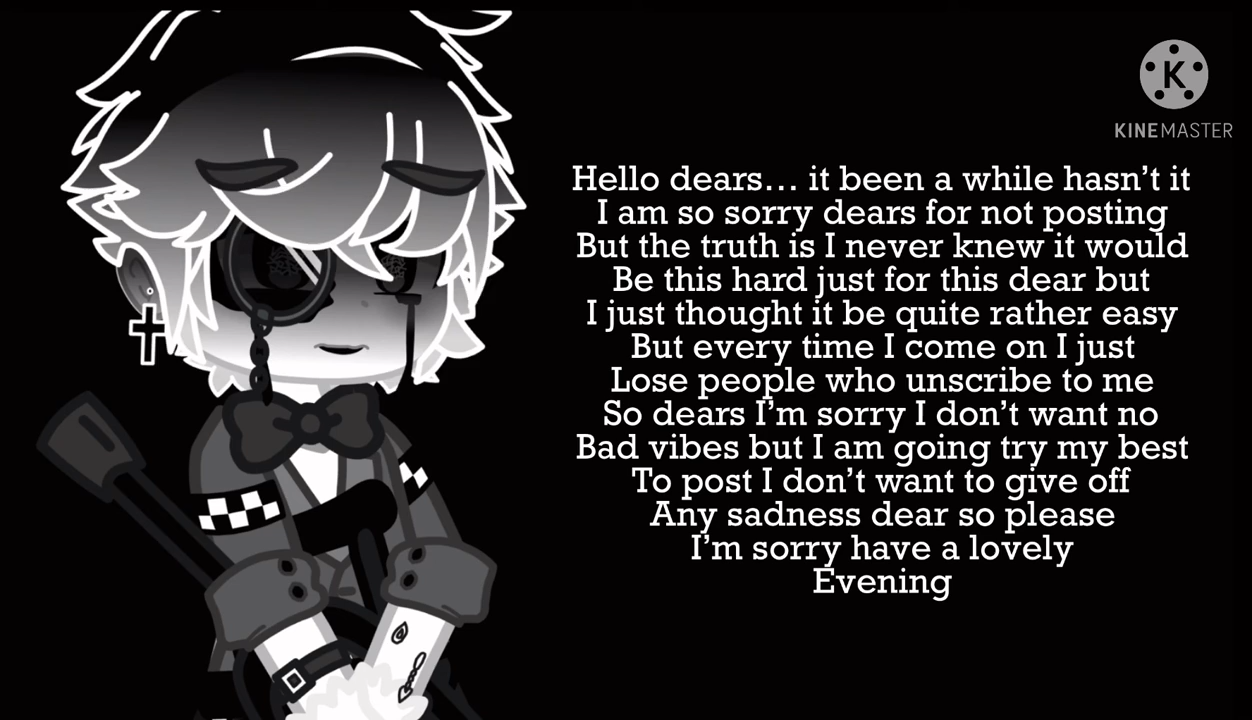 K
KINEMASTER
Hello dears... it been a while hasn't it
I am so sorry dears for not posting
But the truth is I never knew it would
Be this hard just for this dear but
I just thought it be quite rather easy
But every time I come on I just
Lose people who unscribe to me
So dears I'm sorry I don't want no
Bad vibes but I am going try my best
To post I don't want to give off
Any sadness dear so please
I'm sorry have a lovely
Evening